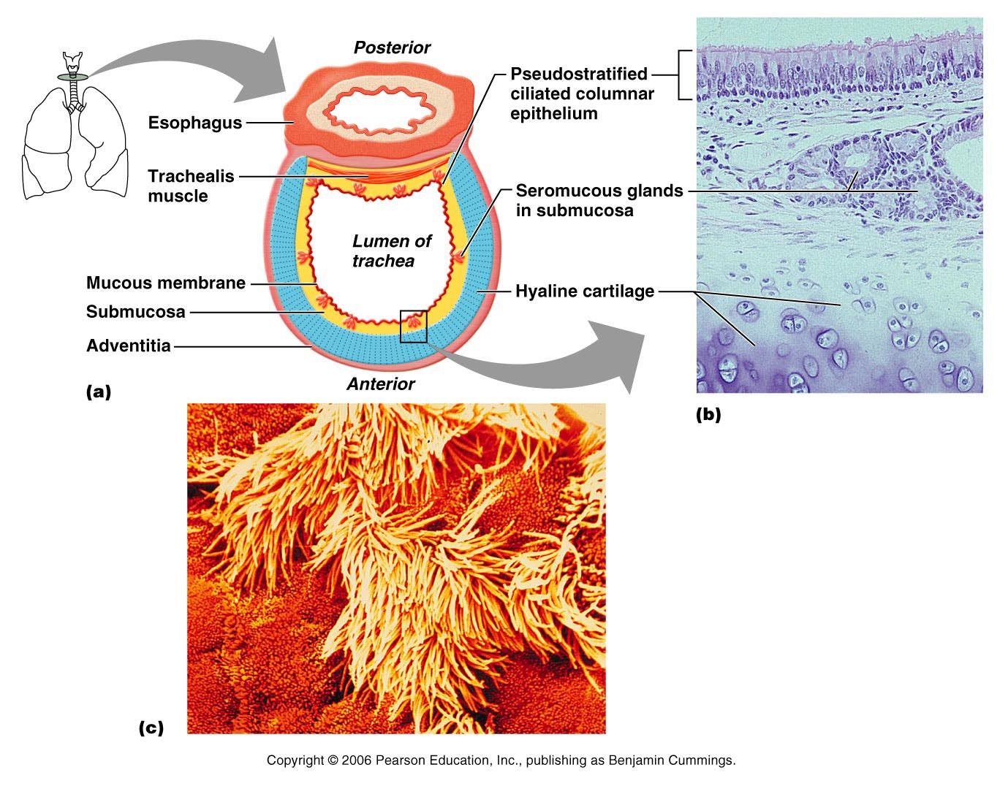 Posterior
Pseudostratified
ciliated columnar
epithelium
Esophagus
Trachealis
muscle
Seromucous glands
in submucosa
Lumen of
trachea
Mucous membrane
Hyaline cartilage
Submucosa
Adventitia
Anterior
(a)
(b)
(c)
Copyright © 2006 Pearson Education, Inc., publishing as Benjamin Cummings.